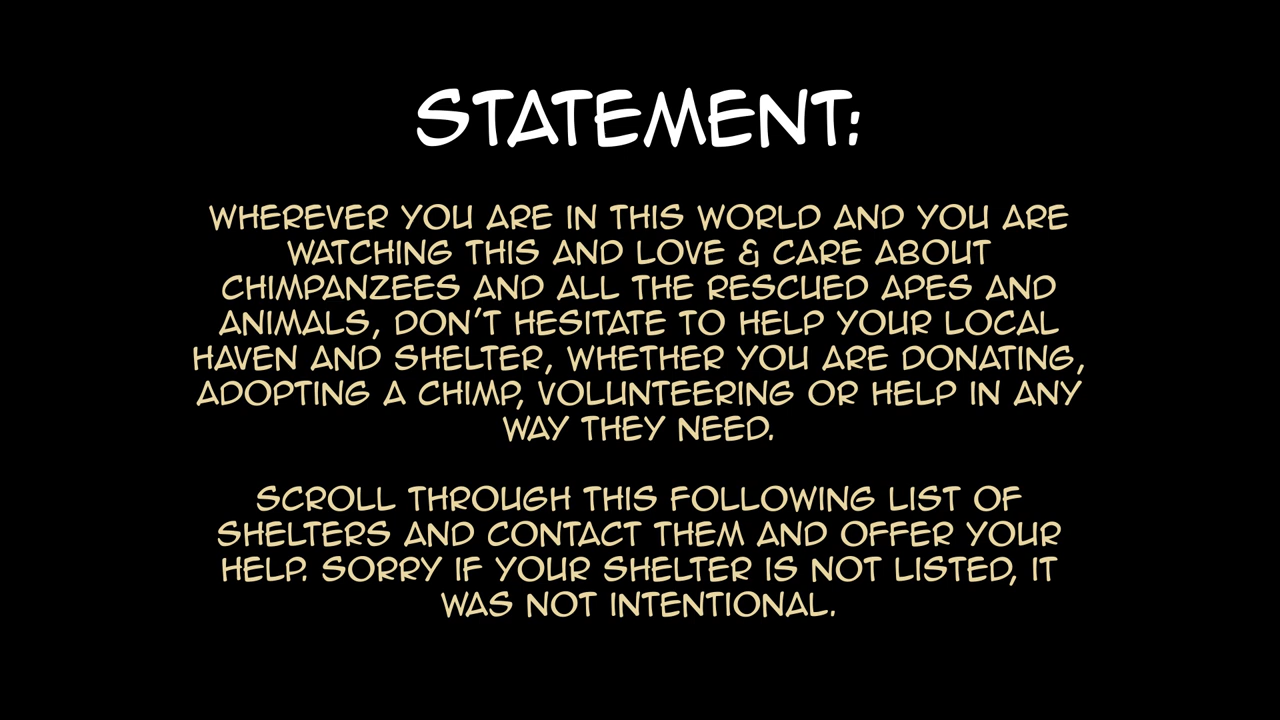 STATEMENT:
WHEREVER YOU ARE IN THIS WORLD AND YOU ARE
WATCHING THIS AND LOVE & CARE ABOUT
CHIMPANZEES AND ALL THE RESCUED APES AND
ANIMALS, DON'T HESITATE TO HELP YOUR LOCAL
HAVEN AND SHELTER, WHETHER YOU ARE DONATING,
ADOPTING A CHIMP, VOLUNTEERING OR HELP IN ANY
WAY THEY NEED.
SCROLL THROUGH THIS FOLLOWING LIST OF
SHELTERS AND CONTACT THEM AND OFFER YOUR
HELP. SORRY IF YOUR SHELTER IS NOT LISTED, IT
WAS NOT INTENTIONAL.